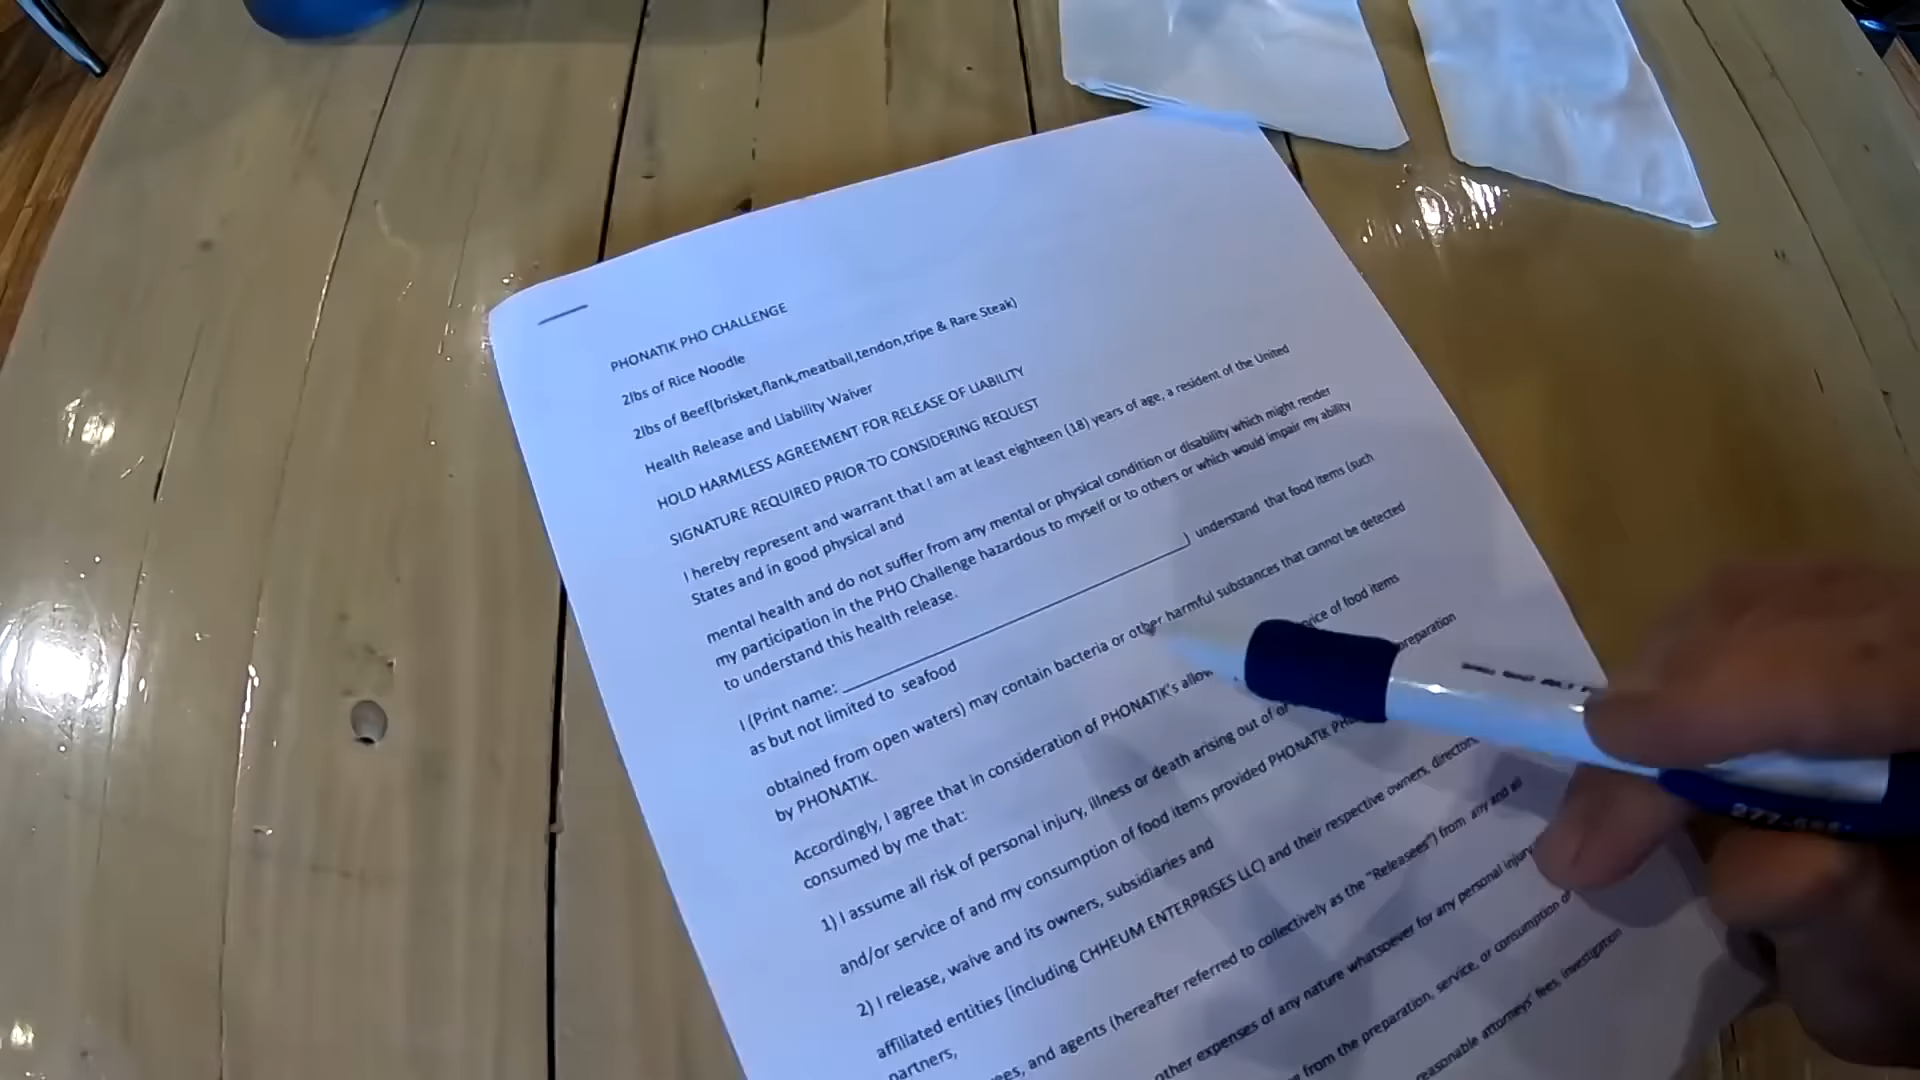 PHONATIK PHO CHALLENGE
2lbs of Rice Noodle
2lbs of Beef(brisket,flank,meatball,tendon,tripe & Rare Steak)
Health Release and Liability Waiver
HOLD HARMLESS AGREEMENT FOR RELEASE OF LIABILITY
SIGNATURE REQUIRED PRIOR TO CONSIDERING REQUEST
I hereby represent and warrant that I am at least eighteen (18) years of age, a resident of the United
States and in good physical and
mental health and do not suffer from any mental or physical condition or disability which might render
my participation in the PHO Challenge hazardous to myself or to others or which would impair my ability
to understand this health release.
I (Print name: ______________________________) understand that food items (such
as but not limited to seafood
obtained from open waters) may contain bacteria or other harmful substances that cannot be detected
by PHONATIK.
Accordingly, I agree that in consideration of PHONATIK's of food items
consumed by me that:
1) I assume all risk of personal injury, illness or death arising out of or preparation
and/or service of and my consumption of food items provided PHONATIK
2) I release, waive and its owners, subsidiaries and
affiliated entities (including CHHEUM ENTERPRISES LLC) and their respective owners, directors
partners,
and agents (hereafter referred to collectively as the "Releasees") from any and all
other expenses of any nature whatsoever for any personal injury
from the preparation, service, or consumption of
reasonable attorneys' fees, investigation